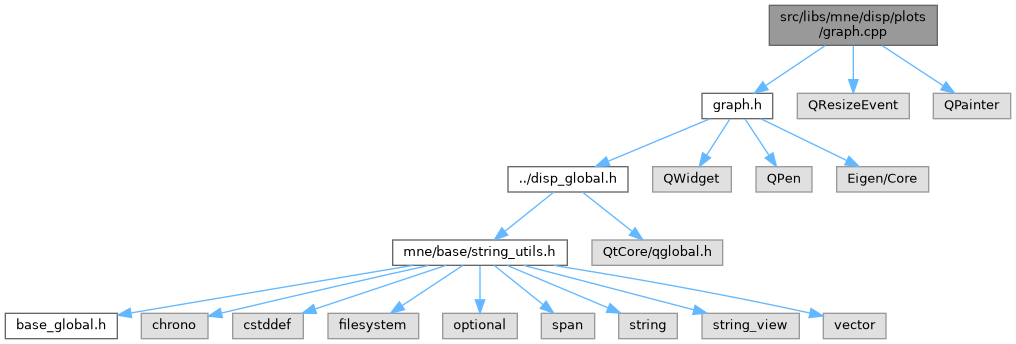 src/libs/mne/disp/plots
/graph.cpp
graph.h
QResizeEvent
QPainter
../disp_global.h
QWidget
QPen
Eigen/Core
mne/base/string_utils.h
QtCore/qglobal.h
base_global.h
chrono
cstddef
filesystem
optional
span
string
string_view
vector